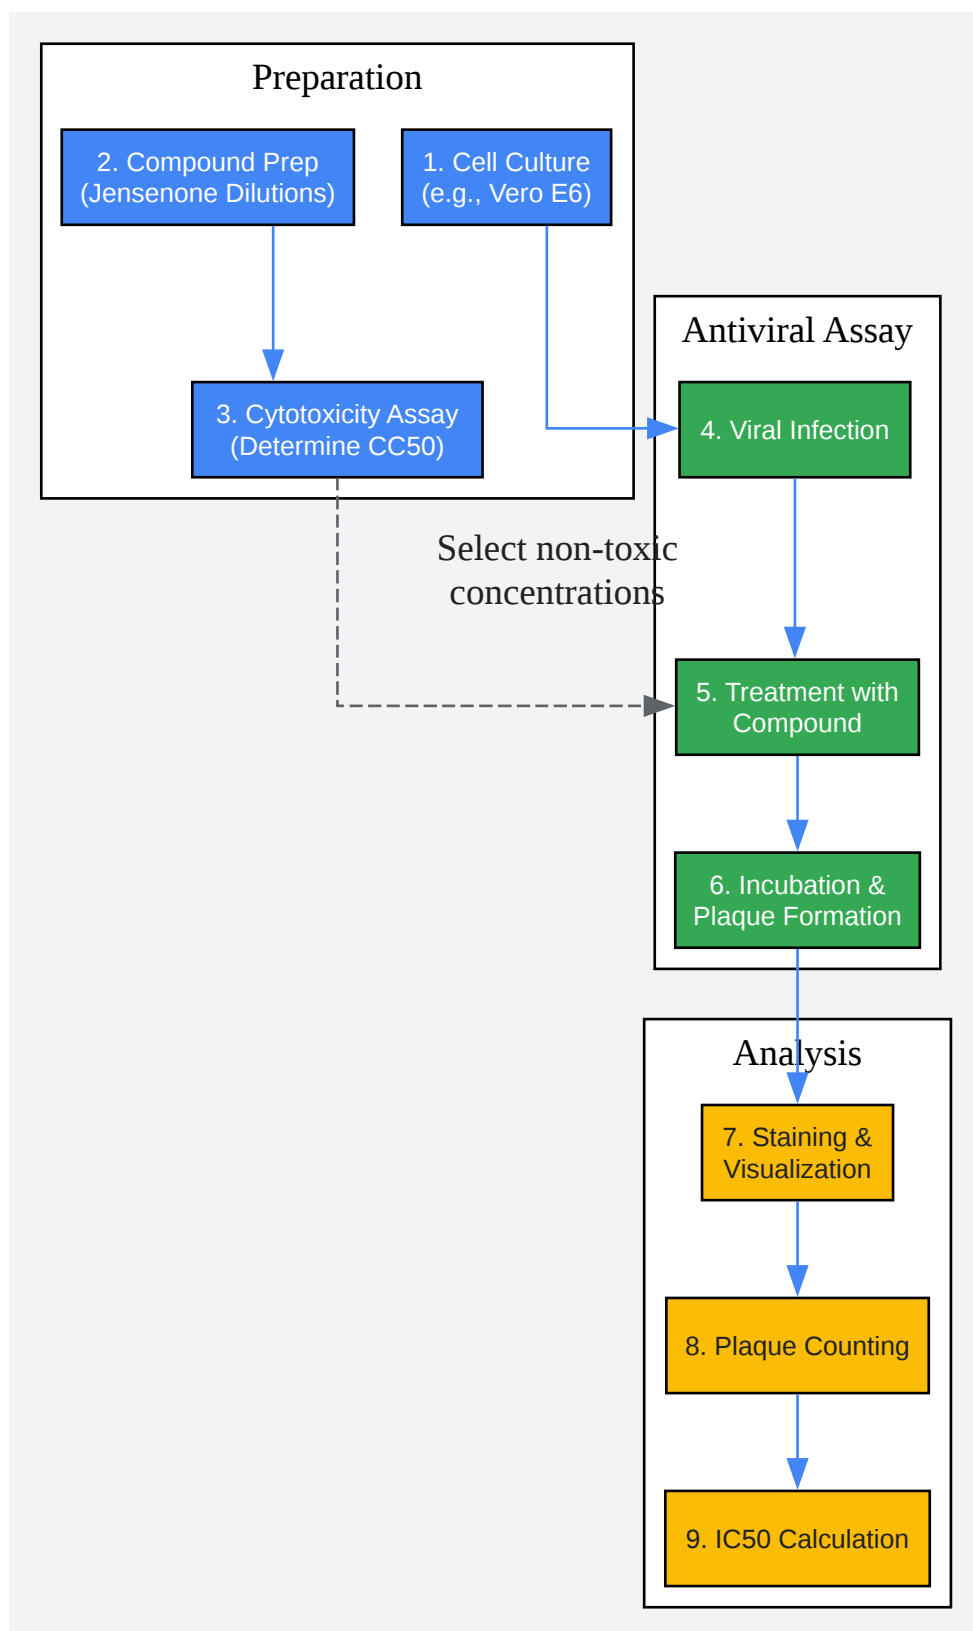 Preparation
2. Compound Prep
(Jensenone Dilutions)
1. Cell Culture
(e.g., Vero E6)
3. Cytotoxicity Assay
(Determine CC50)
Select non-toxic
concentrations
Antiviral Assay
4. Viral Infection
5. Treatment with
Compound
6. Incubation &
Plaque Formation
Analysis
7. Staining &
Visualization
8. Plaque Counting
9. IC50 Calculation